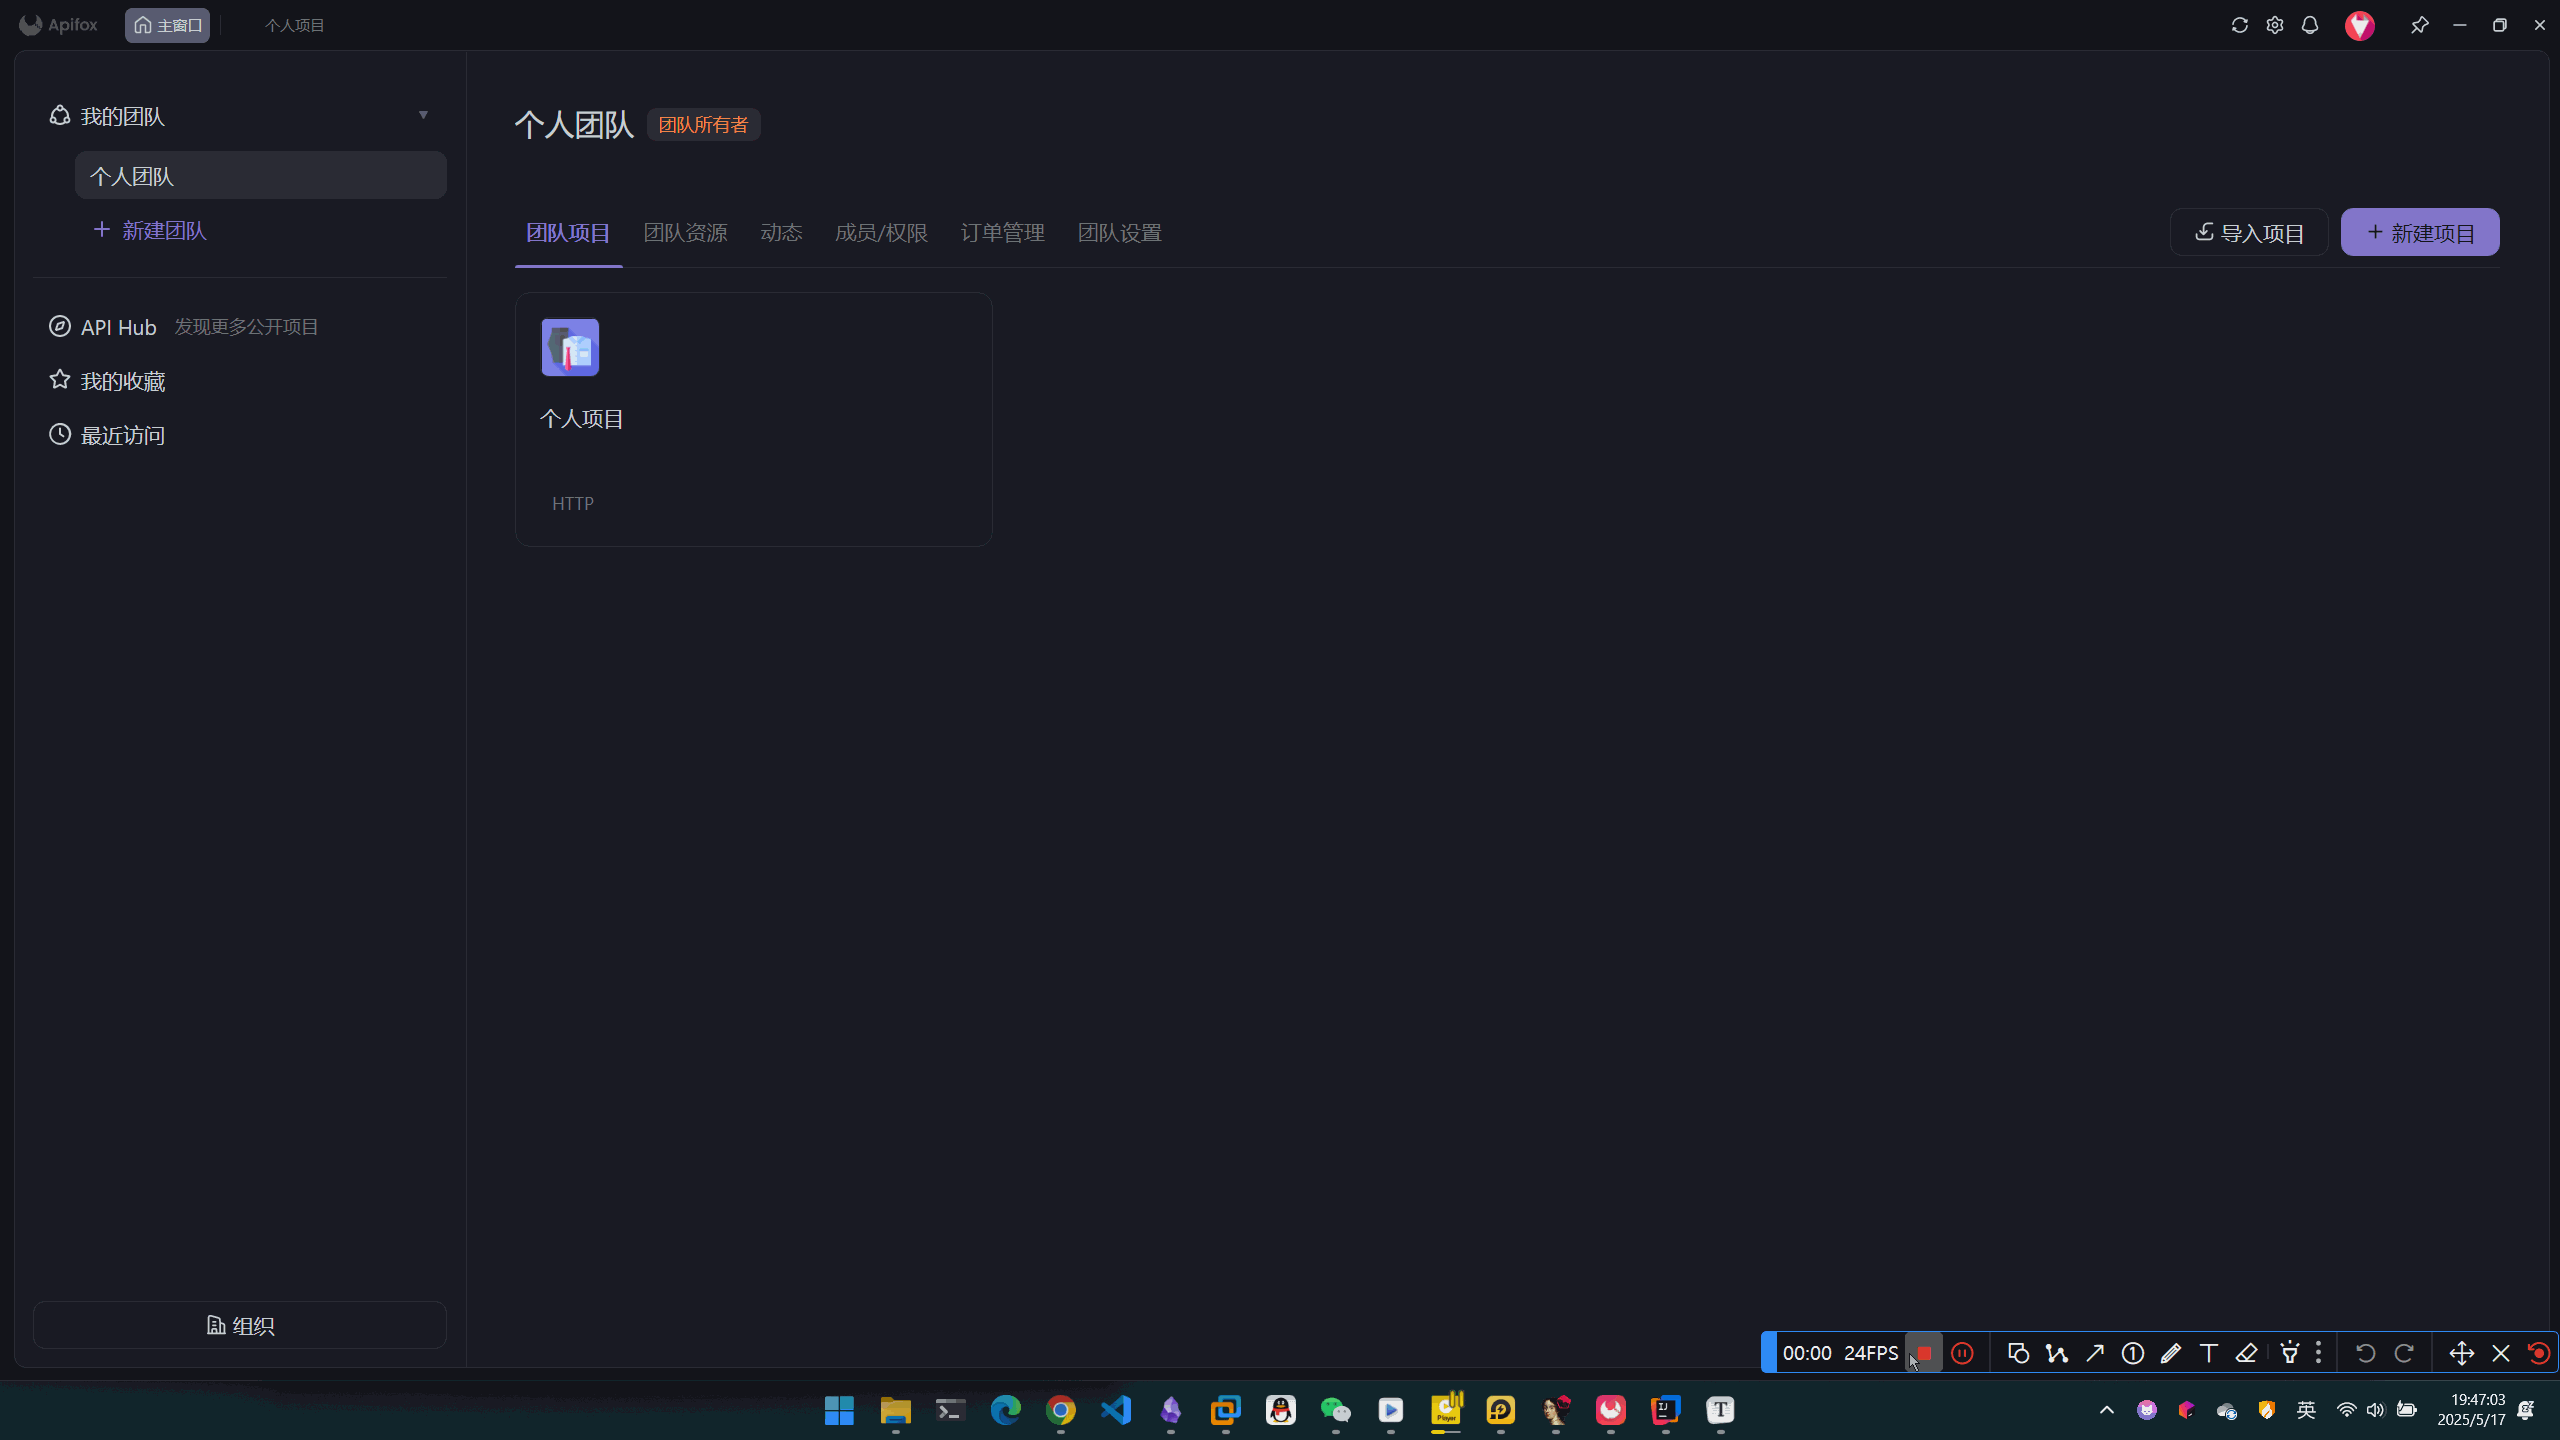 Apifox 主窗口 个人项目
我的团队
个人团队
新建团队
API Hub 发现更多公开项目
我的收藏
最近访问
组织
个人团队 团队所有者
团队项目 团队资源 动态 成员/权限 订单管理 团队设置
导入项目 新建项目
个人项目
HTTP
00:00 24FPS
英
19:47:03
2025/5/17